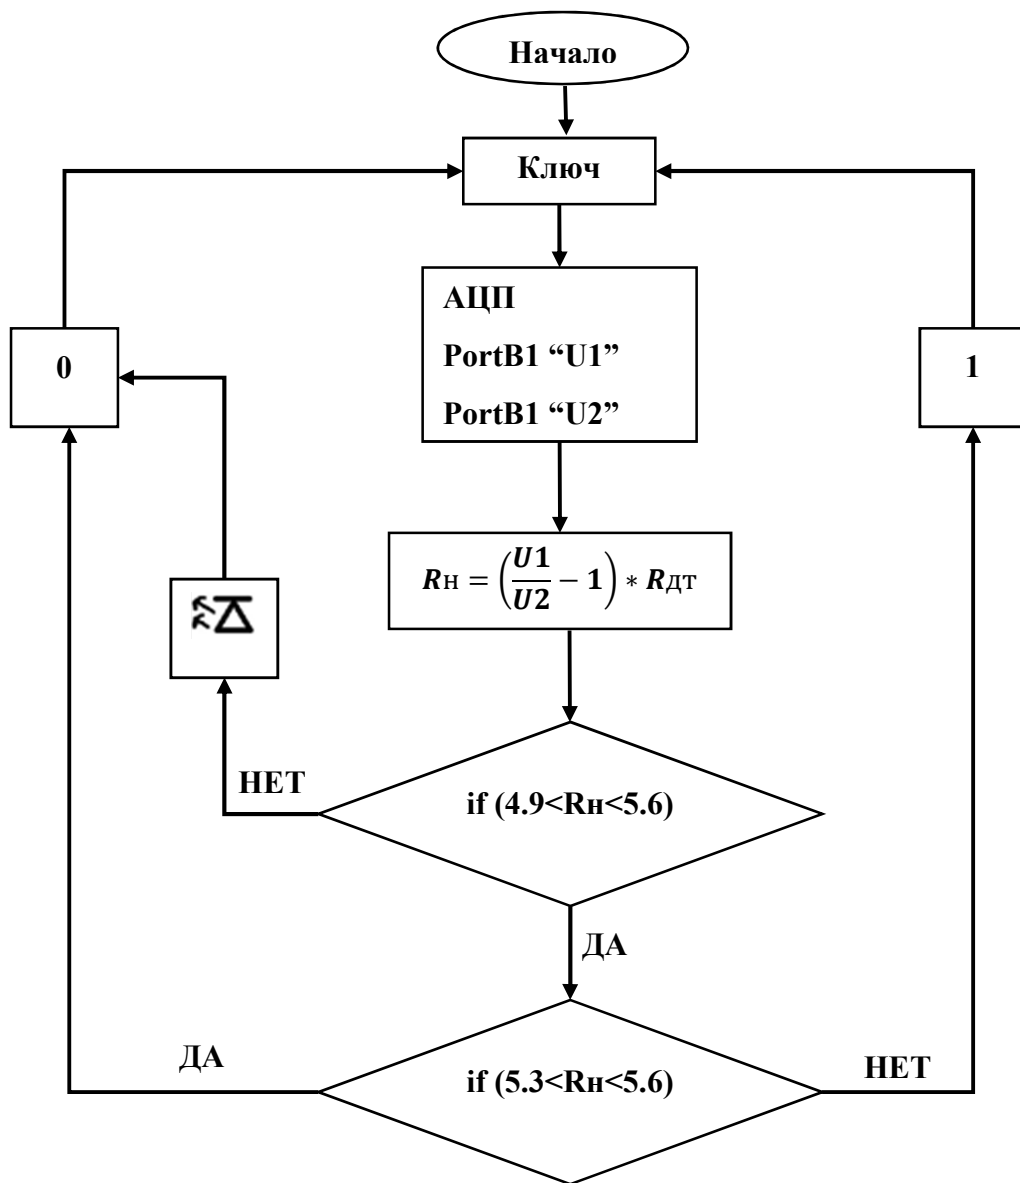 Начало
Ключ
АЦП
PortB1 “U1”
PortB1 “U2”
0
1
Rн = (U1/U2 − 1) * Rдт
НЕТ
if (4.9<Rн<5.6)
ДА
ДА
if (5.3<Rн<5.6)
НЕТ